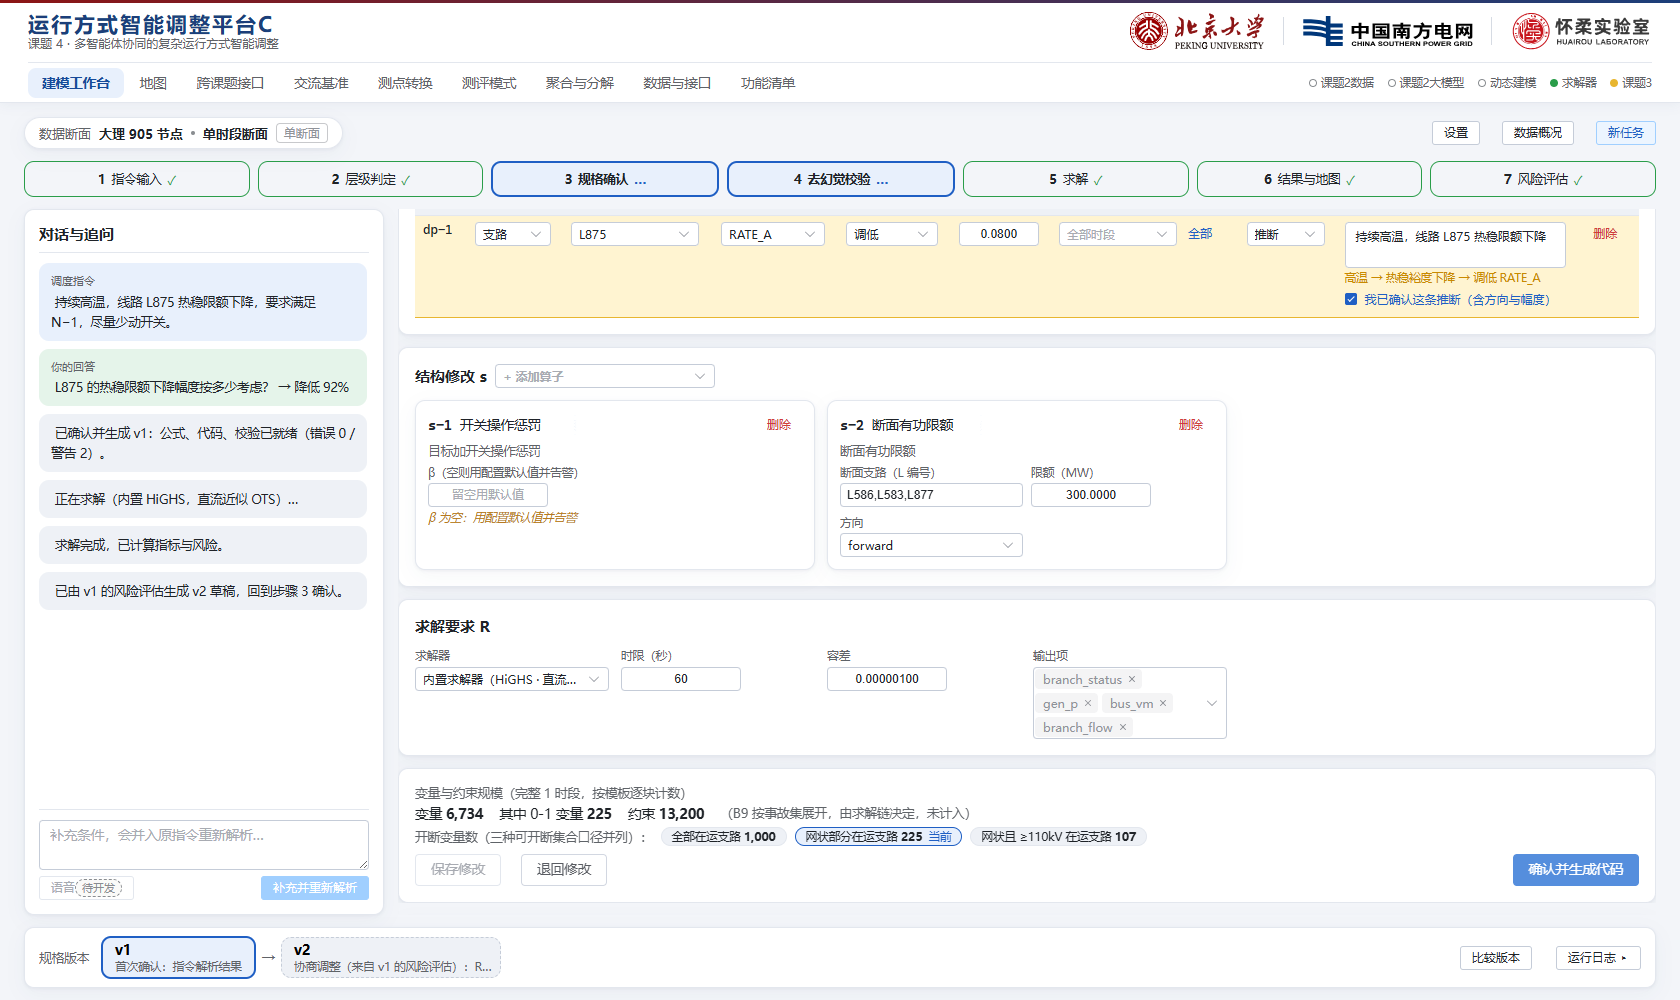 运行方式智能调整平台C
课题 4 · 多智能体协同的复杂运行方式智能调整
北京大学
PEKING UNIVERSITY
中国南方电网
CHINA SOUTHERN POWER GRID
怀柔实验室
HUAIROU LABORATORY
建模工作台 地图 跨课题接口 交流基准 测点转换 测评模式 聚合与分解 数据与接口 功能清单
课题2数据 课题2大模型 动态建模 求解器 课题3
数据断面 大理 905 节点 • 单时段断面 单断面
设置 数据概况 新任务
1 指令输入 ✓
2 层级判定 ✓
3 规格确认 ...
4 去幻觉校验 ...
5 求解 ✓
6 结果与地图 ✓
7 风险评估 ✓
对话与追问
调度指令
持续高温，线路 L875 热稳限额下降，要求满足
N−1，尽量少动开关。
你的回答
L875 的热稳限额下降幅度按多少考虑？ → 降低 92%
已确认并生成 v1：公式、代码、校验已就绪（错误 0 /
警告 2）。
正在求解（内置 HiGHS，直流近似 OTS）...
求解完成，已计算指标与风险。
已由 v1 的风险评估生成 v2 草稿，回到步骤 3 确认。
补充条件，会并入原指令重新解析...
语音 待开发
补充并重新解析
dp-1 支路 L875 RATE_A 调低 0.0800 全部时段 全部 推断 持续高温，线路 L875 热稳限额下降 删除
高温 → 热稳裕度下降 → 调低 RATE_A
我已确认这条推断（含方向与幅度）
结构修改 s + 添加算子
s−1 开关操作惩罚 删除
目标加开关操作惩罚
β（空则用配置默认值并告警）
留空用默认值
β 为空：用配置默认值并告警
s−2 断面有功限额 删除
断面有功限额
断面支路（L 编号） 限额（MW）
L586,L583,L877 300.0000
方向
forward
求解要求 R
求解器 时限（秒） 容差 输出项
内置求解器（HiGHS · 直流... 60 0.00000100
branch_status ×
gen_p × bus_vm ×
branch_flow ×
变量与约束规模（完整 1 时段，按模板逐块计数）
变量 6,734 其中 0-1 变量 225 约束 13,200 （B9 按事故集展开，由求解链决定，未计入）
开断变量数（三种可开断集合口径并列）： 全部在运支路 1,000 网状部分在运支路 225 当前 网状且 ≥110kV 在运支路 107
保存修改 退回修改 确认并生成代码
规格版本
v1
首次确认：指令解析结果
→
v2
协商调整（来自 v1 的风险评估）：R...
比较版本 运行日志 ▸